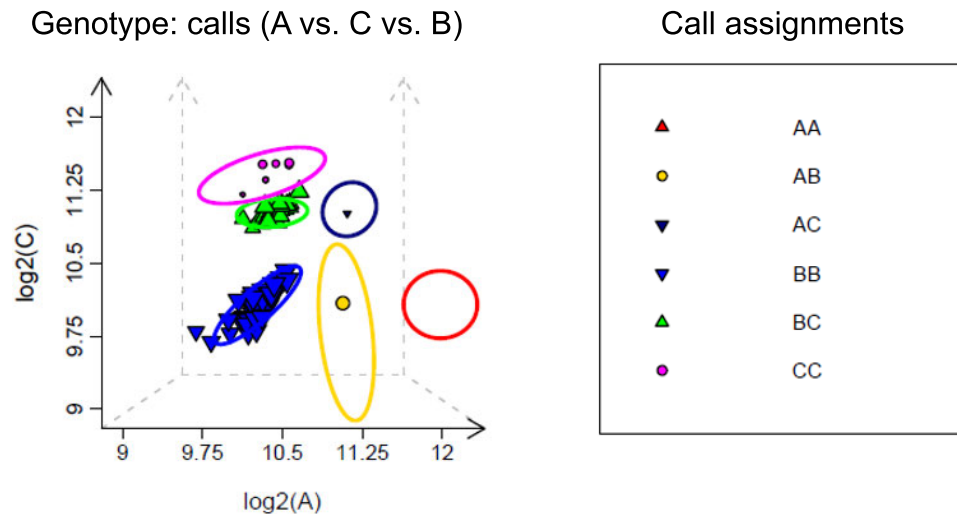 Genotype: calls (A vs. C vs. B)
Call assignments
12
11.25
10.5
9.75
9
log2(C)
9
9.75
10.5
11.25
12
log2(A)
AA
AB
AC
BB
BC
CC